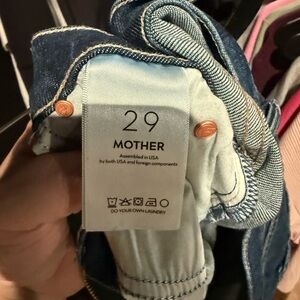 29
MOTHER
Assembled in USA
by both USA and foreign components
DO YOUR OWN LAUNDRY